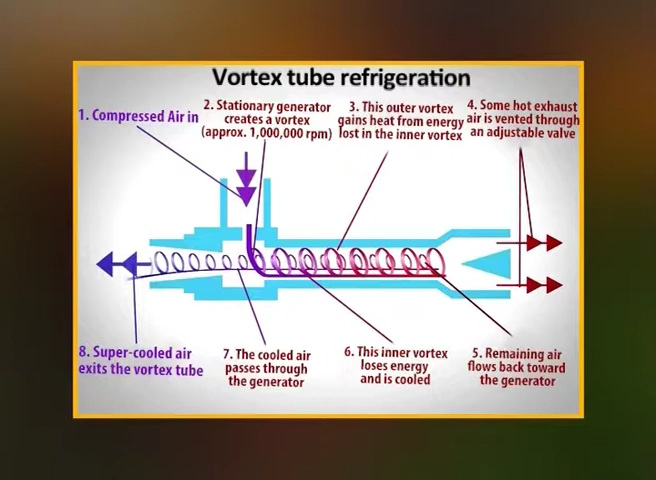 Vortex tube refrigeration
1. Compressed Air in
2. Stationary generator
creates a vortex
(approx. 1,000,000 rpm)
3. This outer vortex
gains heat from energy
lost in the inner vortex
4. Some hot exhaust
air is vented through
an adjustable valve
8. Super-cooled air
exits the vortex tube
7. The cooled air
passes through
the generator
6. This inner vortex
loses energy
and is cooled
5. Remaining air
flows back toward
the generator